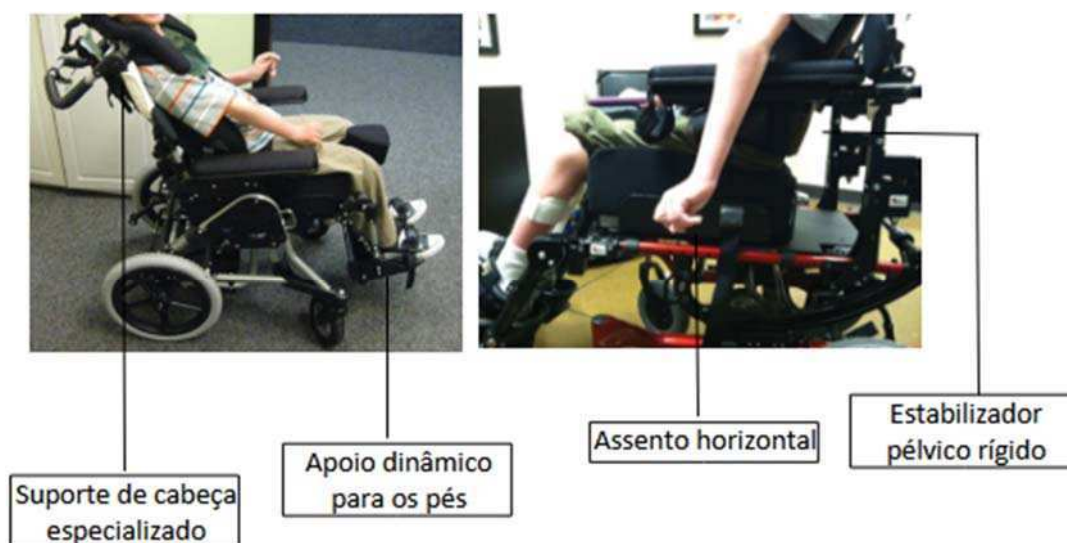 Suporte de cabeça
especializado
Apoio dinâmico
para os pés
Assento horizontal
Estabilizador
pélvico rígido